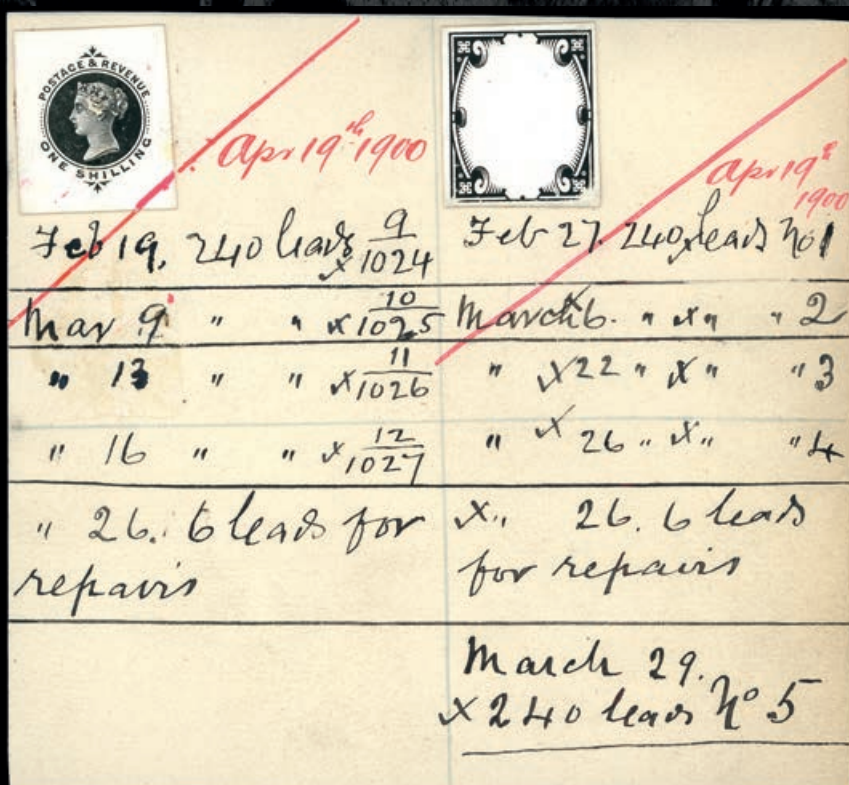 POSTAGE & REVENUE
ONE SHILLING
Apr 19th 1900
Feb 19. 240 leads x 9/1024
Mar 9 " " x 10/1025
" 13 " " x 11/1026
" 16 " " x 12/1027
" 26. 6 leads for
repairs
Apr 19th
1900
Feb 27. 240 x leads No 1
March x 6. " x " " 2
" x 22 " x " " 3
" x 26 " x " " 4
x " 26. 6 leads
for repairs
March 29.
x 240 leads No 5